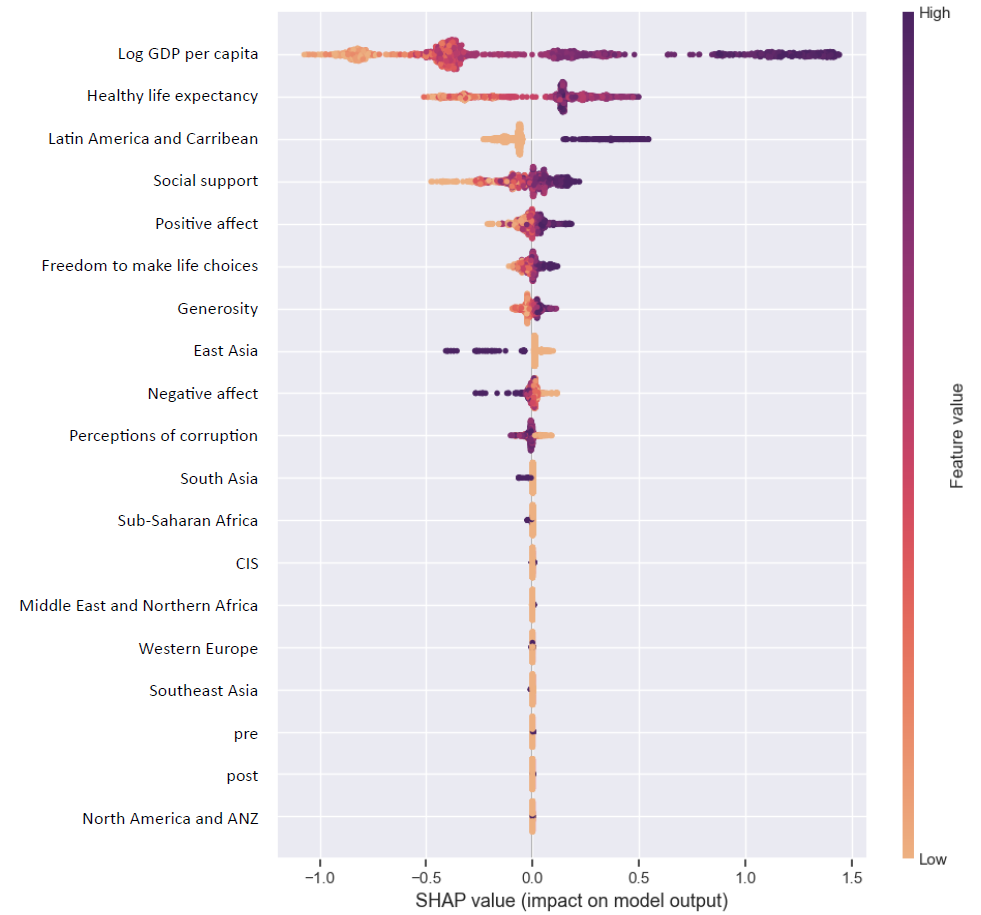 High
Log GDP per capita
Healthy life expectancy
Latin America and Carribean
Social support
Positive affect
Freedom to make life choices
Generosity
East Asia
Negative affect
Perceptions of corruption
South Asia
Sub-Saharan Africa
CIS
Middle East and Northern Africa
Western Europe
Southeast Asia
pre
post
North America and ANZ
Feature value
Low
−1.0 −0.5 0.0 0.5 1.0 1.5
SHAP value (impact on model output)